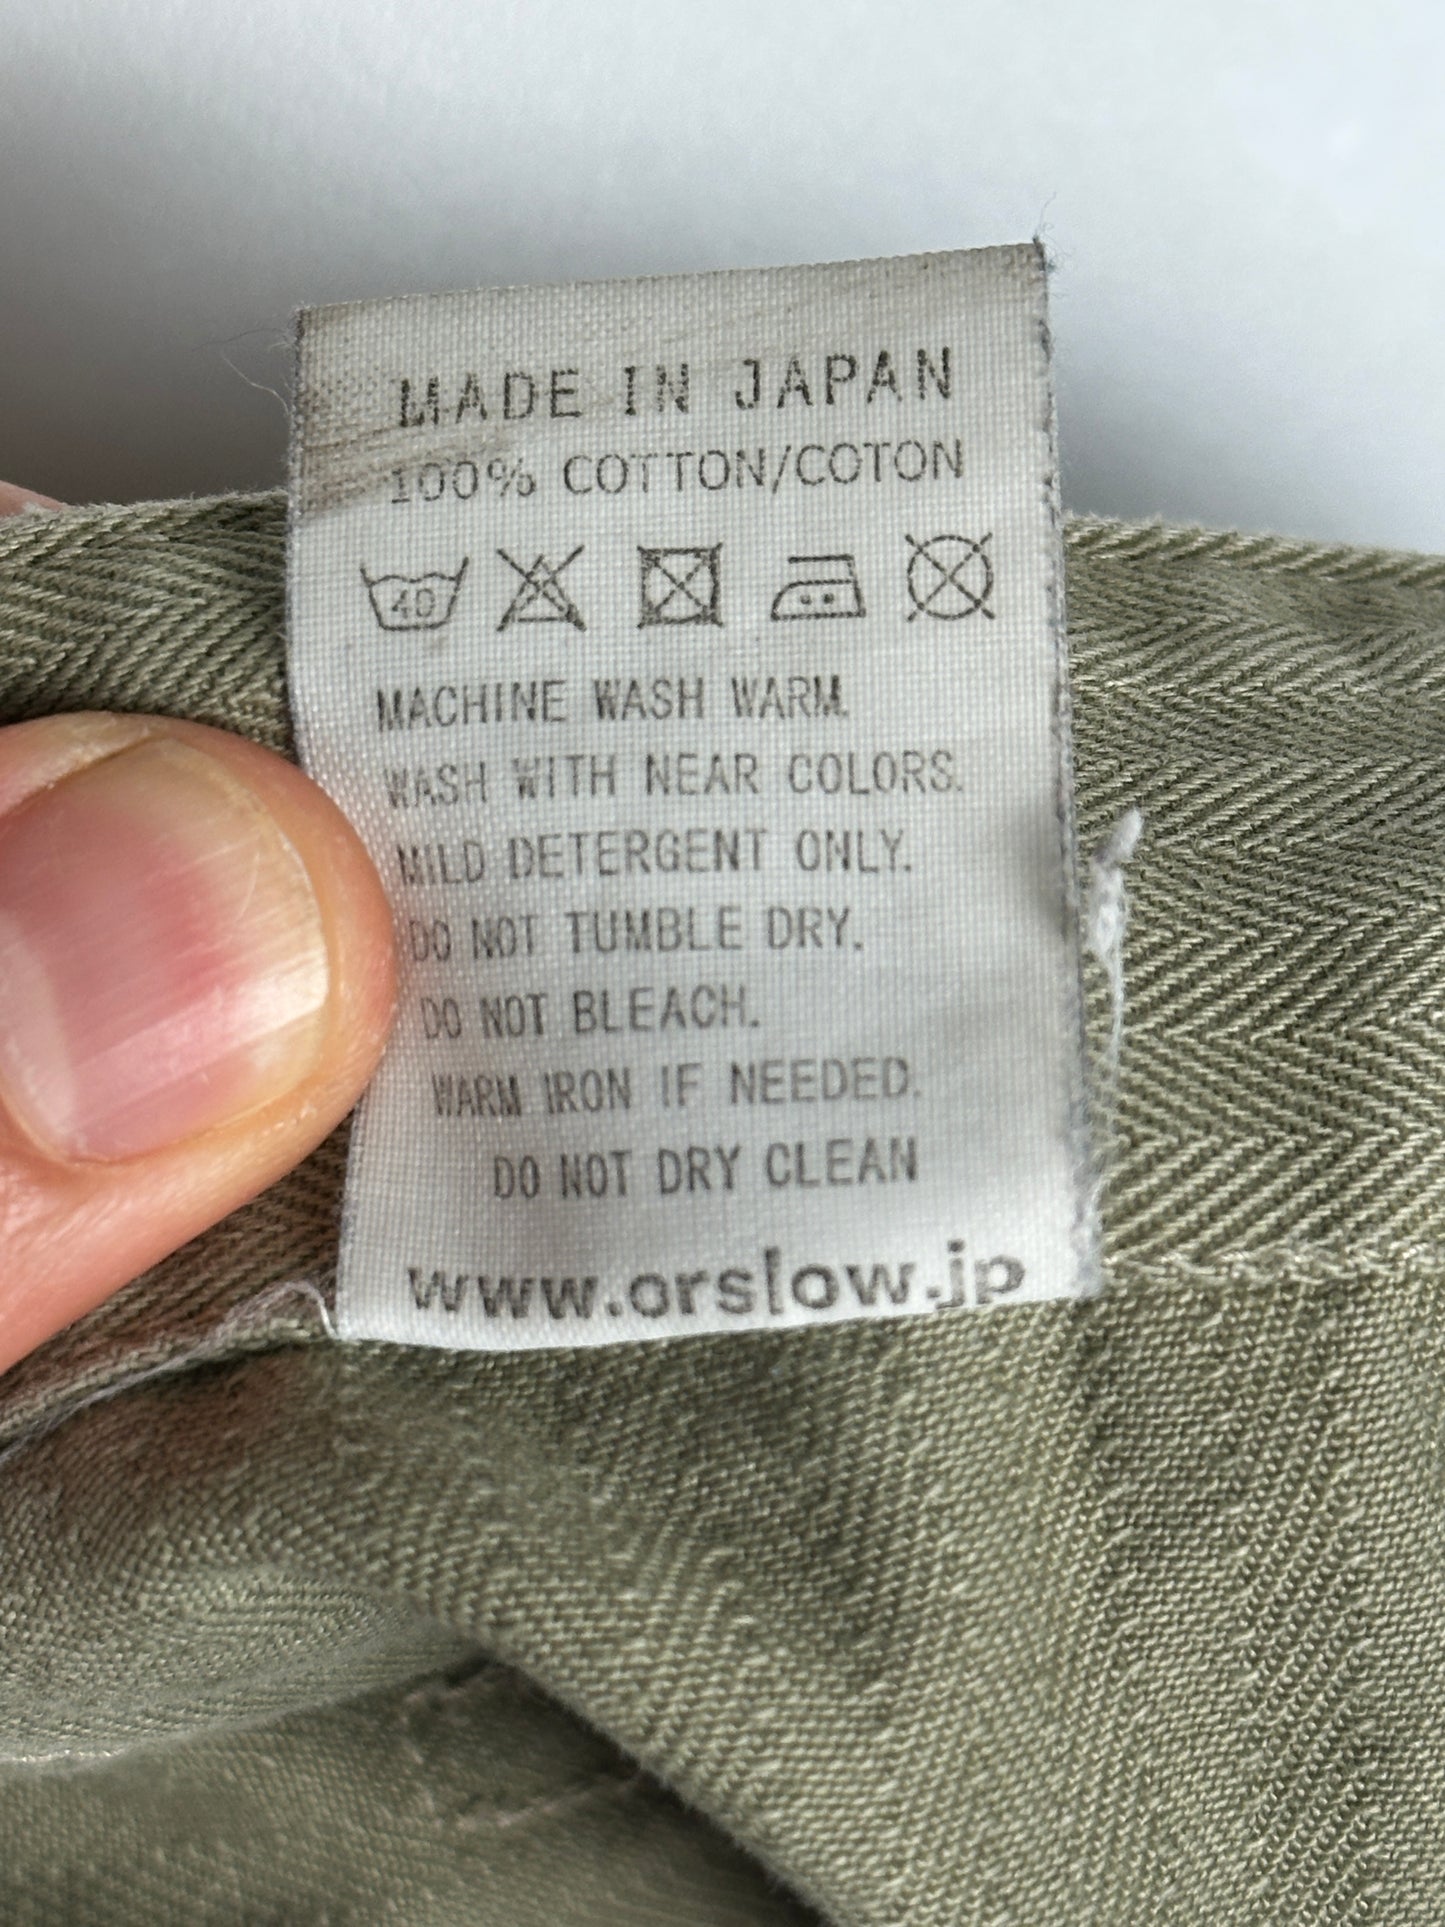 MADE IN JAPAN
100% COTTON/COTON
40
MACHINE WASH WARM.
WASH WITH NEAR COLORS.
MILD DETERGENT ONLY.
DO NOT TUMBLE DRY.
DO NOT BLEACH.
WARM IRON IF NEEDED.
DO NOT DRY CLEAN
www.orslow.jp